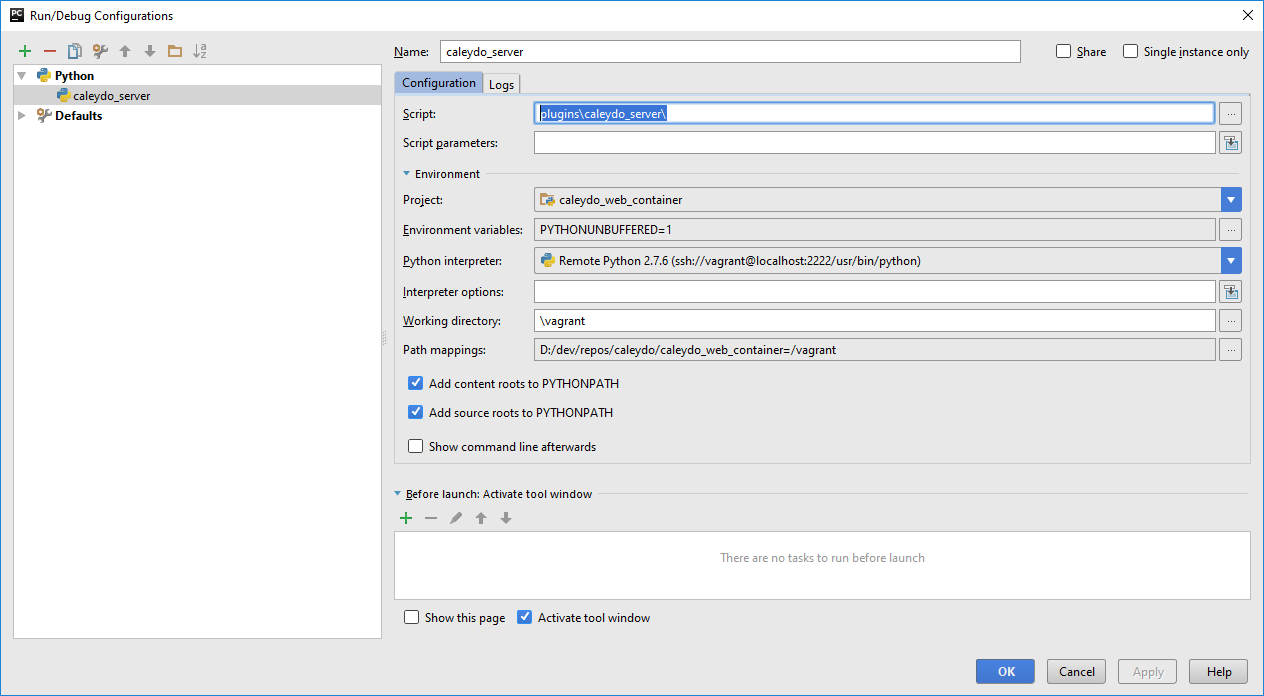 PC Run/Debug Configurations
Name: caleydo_server Share Single instance only
Python
caleydo_server
Defaults
Configuration Logs
Script: plugins\caleydo_server\ ...
Script parameters:
Environment
Project: caleydo_web_container
Environment variables: PYTHONUNBUFFERED=1 ...
Python interpreter: Remote Python 2.7.6 (ssh://vagrant@localhost:2222/usr/bin/python)
Interpreter options:
Working directory: \vagrant ...
Path mappings: D:/dev/repos/caleydo/caleydo_web_container=/vagrant ...
Add content roots to PYTHONPATH
Add source roots to PYTHONPATH
Show command line afterwards
Before launch: Activate tool window
There are no tasks to run before launch
Show this page Activate tool window
OK Cancel Apply Help